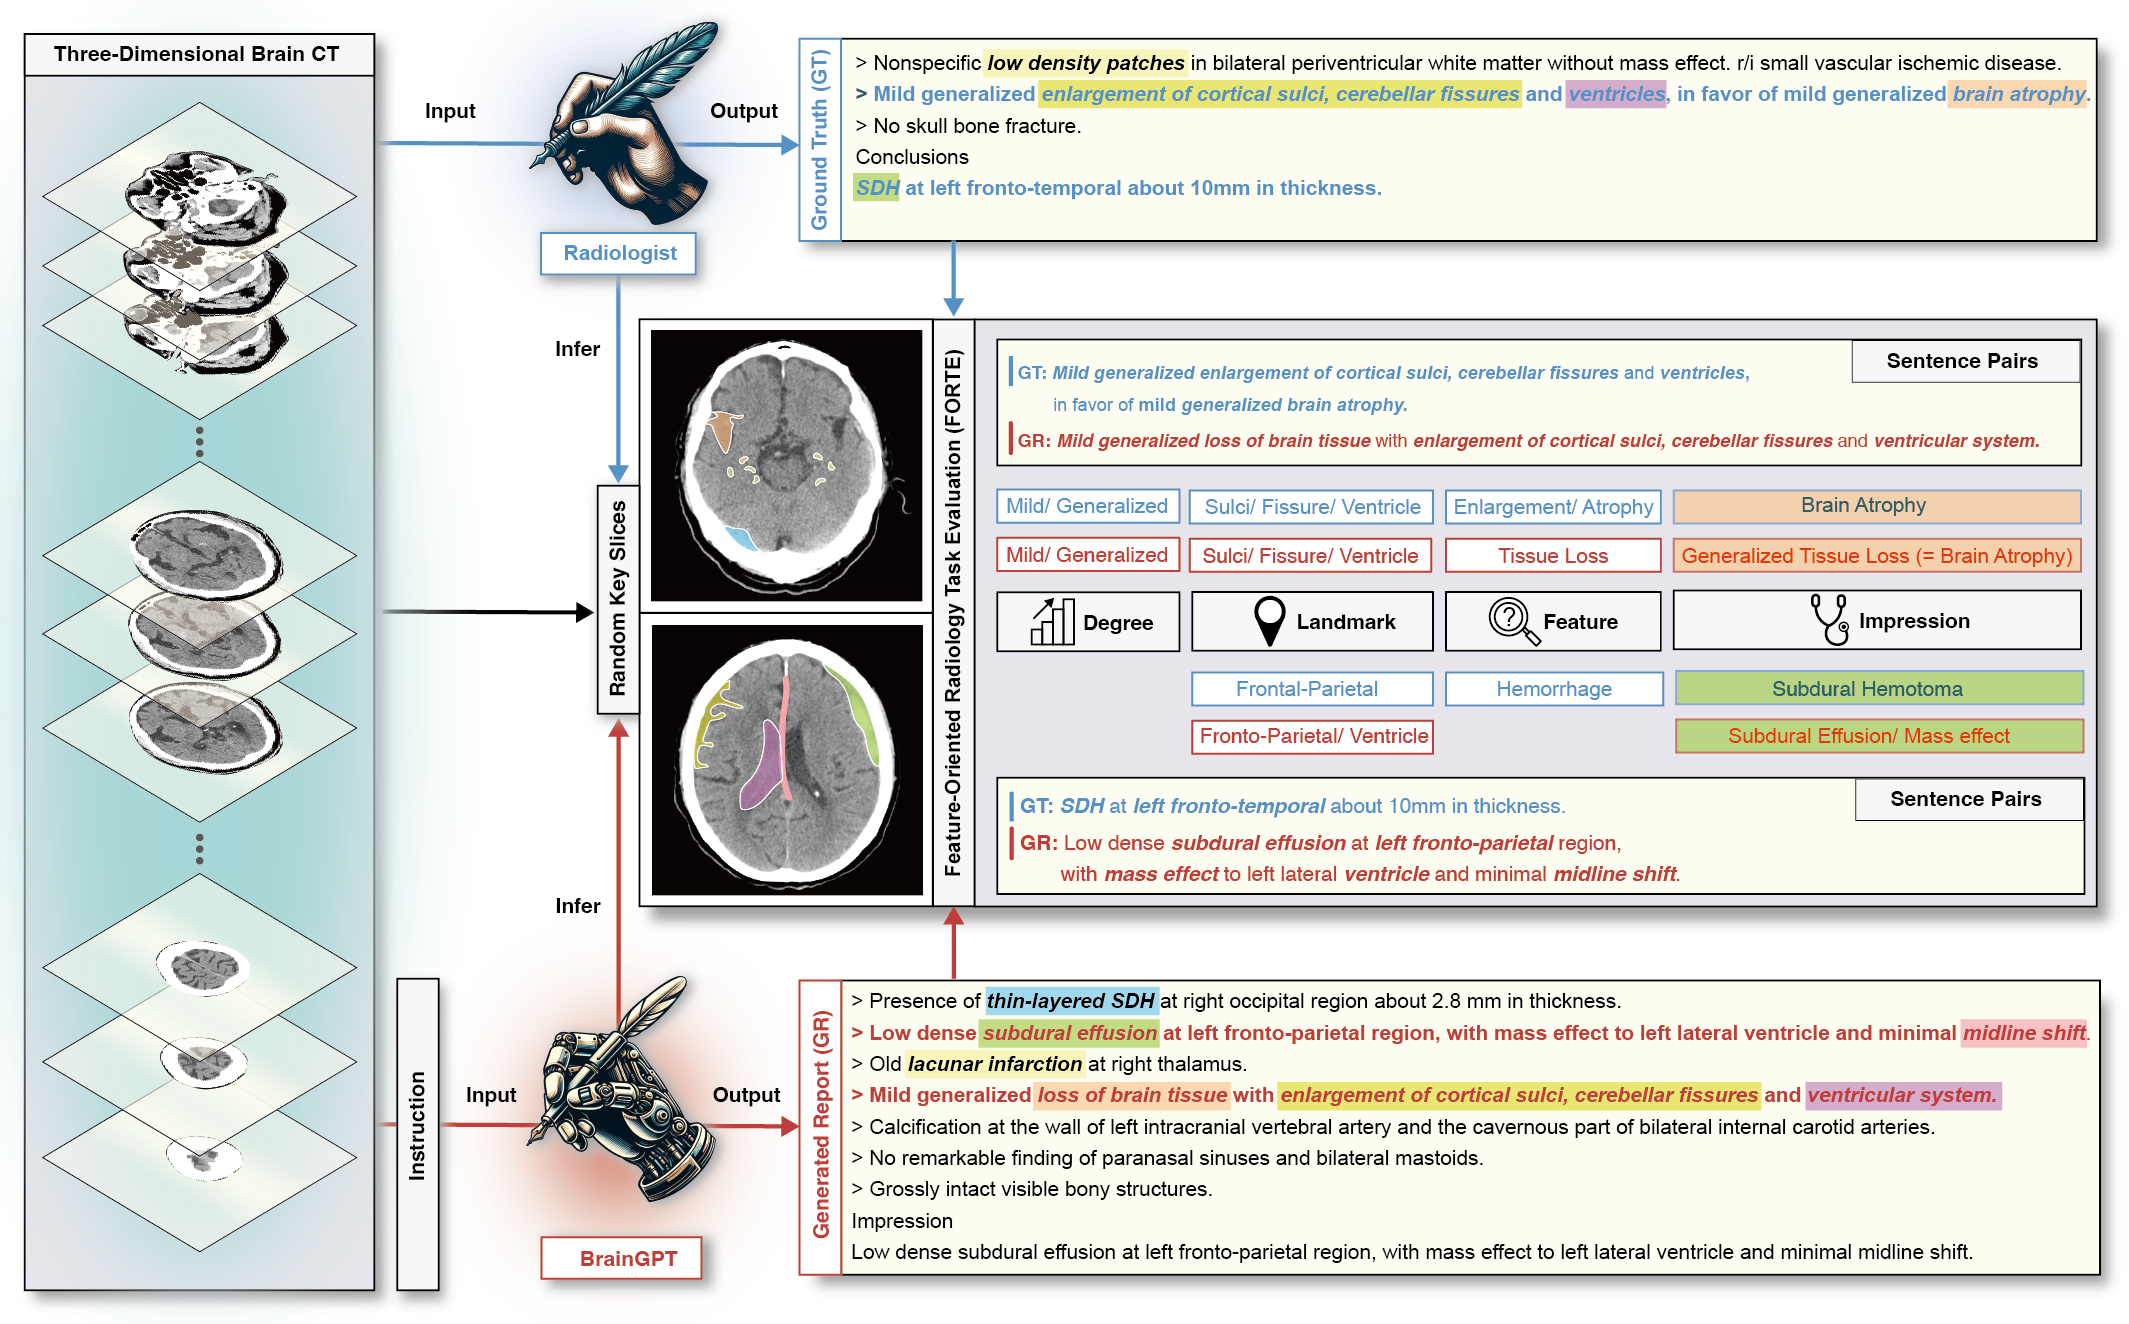 Three-Dimensional Brain CT
Input
Output
Radiologist
Infer
Ground Truth (GT)
> Nonspecific low density patches in bilateral periventricular white matter without mass effect. r/i small vascular ischemic disease.
> Mild generalized enlargement of cortical sulci, cerebellar fissures and ventricles, in favor of mild generalized brain atrophy.
> No skull bone fracture.
Conclusions
SDH at left fronto-temporal about 10mm in thickness.
Random Key Slices
Feature-Oriented Radiology Task Evaluation (FORTE)
Sentence Pairs
GT: Mild generalized enlargement of cortical sulci, cerebellar fissures and ventricles,
in favor of mild generalized brain atrophy.
GR: Mild generalized loss of brain tissue with enlargement of cortical sulci, cerebellar fissures and ventricular system.
Mild/ Generalized
Sulci/ Fissure/ Ventricle
Enlargement/ Atrophy
Brain Atrophy
Mild/ Generalized
Sulci/ Fissure/ Ventricle
Tissue Loss
Generalized Tissue Loss (= Brain Atrophy)
Degree
Landmark
?
Feature
Impression
Frontal-Parietal
Hemorrhage
Subdural Hemotoma
Fronto-Parietal/ Ventricle
Subdural Effusion/ Mass effect
Sentence Pairs
GT: SDH at left fronto-temporal about 10mm in thickness.
GR: Low dense subdural effusion at left fronto-parietal region,
with mass effect to left lateral ventricle and minimal midline shift.
Infer
Instruction
Input
Output
BrainGPT
Generated Report (GR)
> Presence of thin-layered SDH at right occipital region about 2.8 mm in thickness.
> Low dense subdural effusion at left fronto-parietal region, with mass effect to left lateral ventricle and minimal midline shift.
> Old lacunar infarction at right thalamus.
> Mild generalized loss of brain tissue with enlargement of cortical sulci, cerebellar fissures and ventricular system.
> Calcification at the wall of left intracranial vertebral artery and the cavernous part of bilateral internal carotid arteries.
> No remarkable finding of paranasal sinuses and bilateral mastoids.
> Grossly intact visible bony structures.
Impression
Low dense subdural effusion at left fronto-parietal region, with mass effect to left lateral ventricle and minimal midline shift.